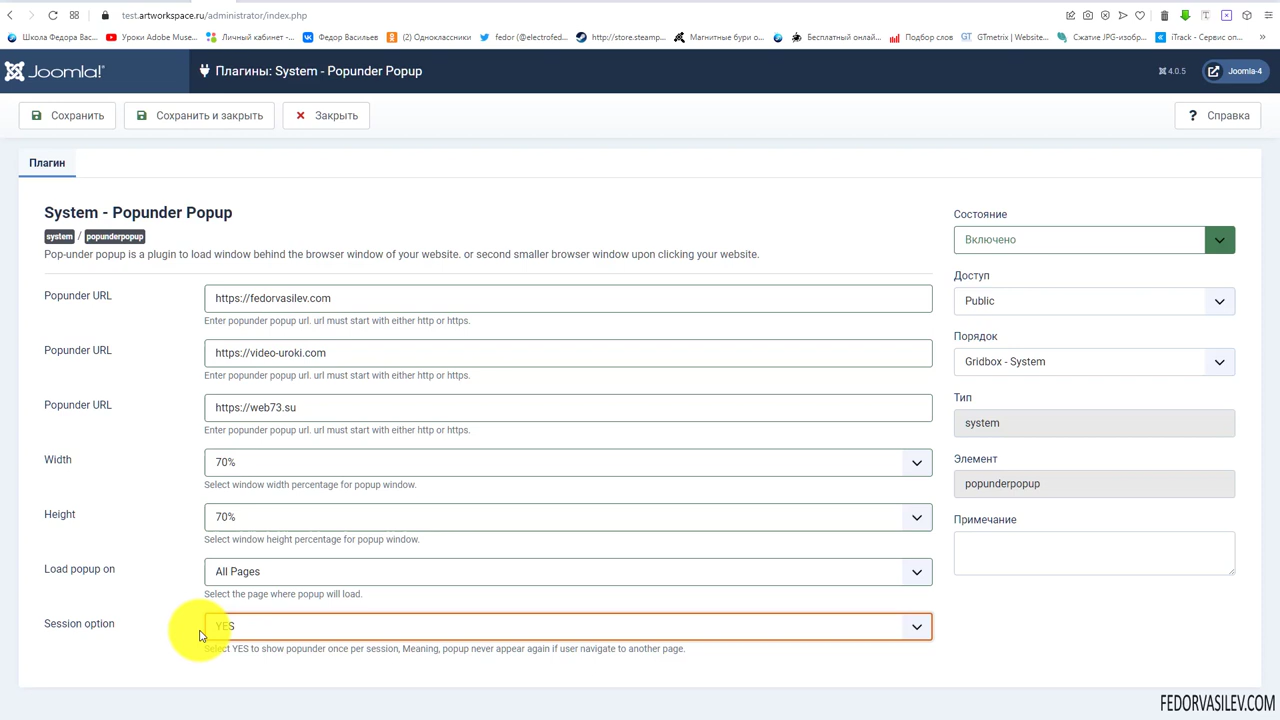 test.artworkspace.ru/administrator/index.php
Школа Федора Вас... Уроки Adobe Muse... Личный кабинет -... Федор Васильев (2) Одноклассники fedor (@electrofed... http://store.steamp... Магнитные бури о... Бесплатный онлай... Подбор слов GTmetrix | Website... Сжатие JPG-изобр... iTrack - Сервис оп...
Joomla!
Плагины: System - Popunder Popup
4.0.5
Joomla-4
Сохранить
Сохранить и закрыть
Закрыть
? Справка
Плагин
System - Popunder Popup
system / popunderpopup
Pop-under popup is a plugin to load window behind the browser window of your website. or second smaller browser window upon clicking your website.
Popunder URL
https://fedorvasilev.com
Enter popunder popup url. url must start with either http or https.
Popunder URL
https://video-uroki.com
Enter popunder popup url. url must start with either http or https.
Popunder URL
https://web73.su
Enter popunder popup url. url must start with either http or https.
Width
70%
Select window width percentage for popup window.
Height
70%
Select window height percentage for popup window.
Load popup on
All Pages
Select the page where popup will load.
Session option
YES
Select YES to show popunder once per session, Meaning, popup never appear again if user navigate to another page.
Состояние
Включено
Доступ
Public
Порядок
Gridbox - System
Тип
system
Элемент
popunderpopup
Примечание
FEDORVASILEV.COM